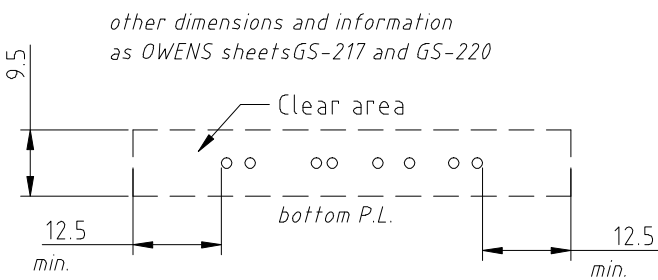 other dimensions and information
as OWENS sheetsGS-217 and GS-220
9.5
Clear area
bottom P.L.
12.5
min.
12.5
min.